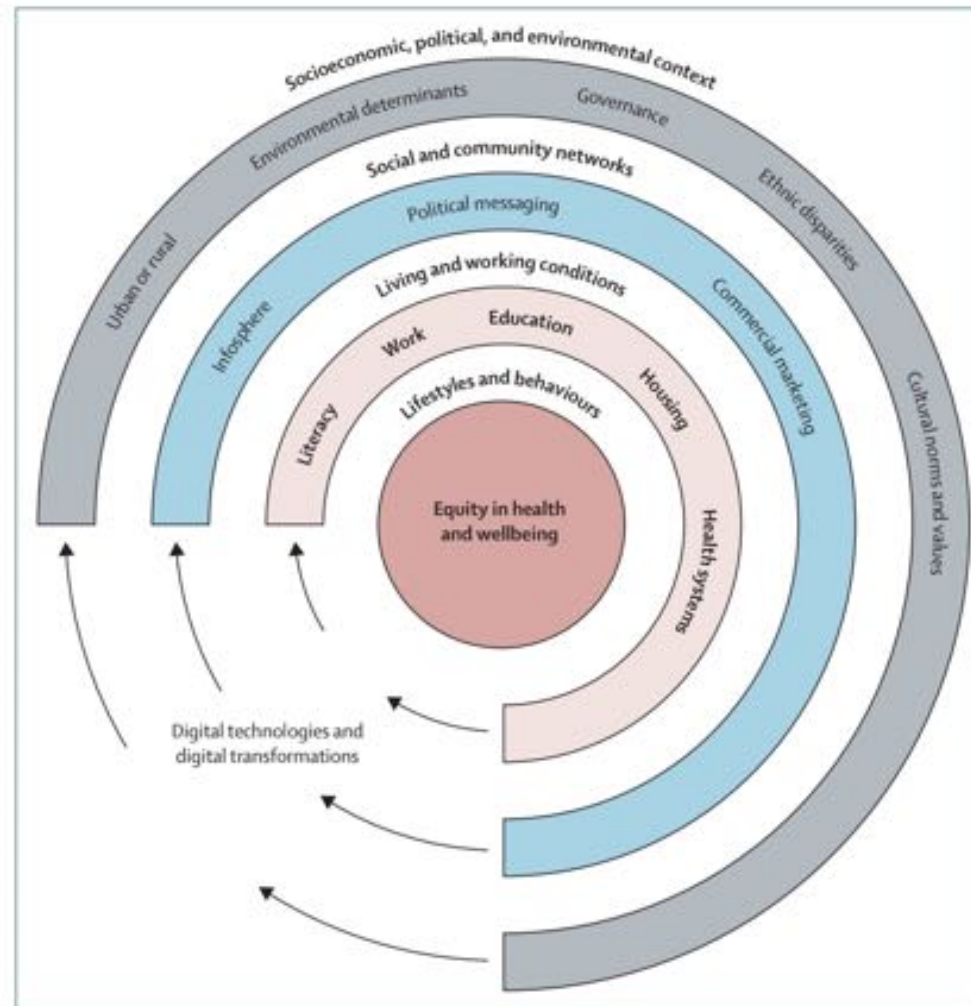 Socioeconomic, political, and environmental context
Urban or rural
Environmental determinants
Governance
Ethnic disparities
Cultural norms and values
Social and community networks
Infosphere
Political messaging
Commercial marketing
Living and working conditions
Literacy
Work
Education
Housing
Health systems
Lifestyles and behaviours
Equity in health
and wellbeing
Digital technologies and
digital transformations